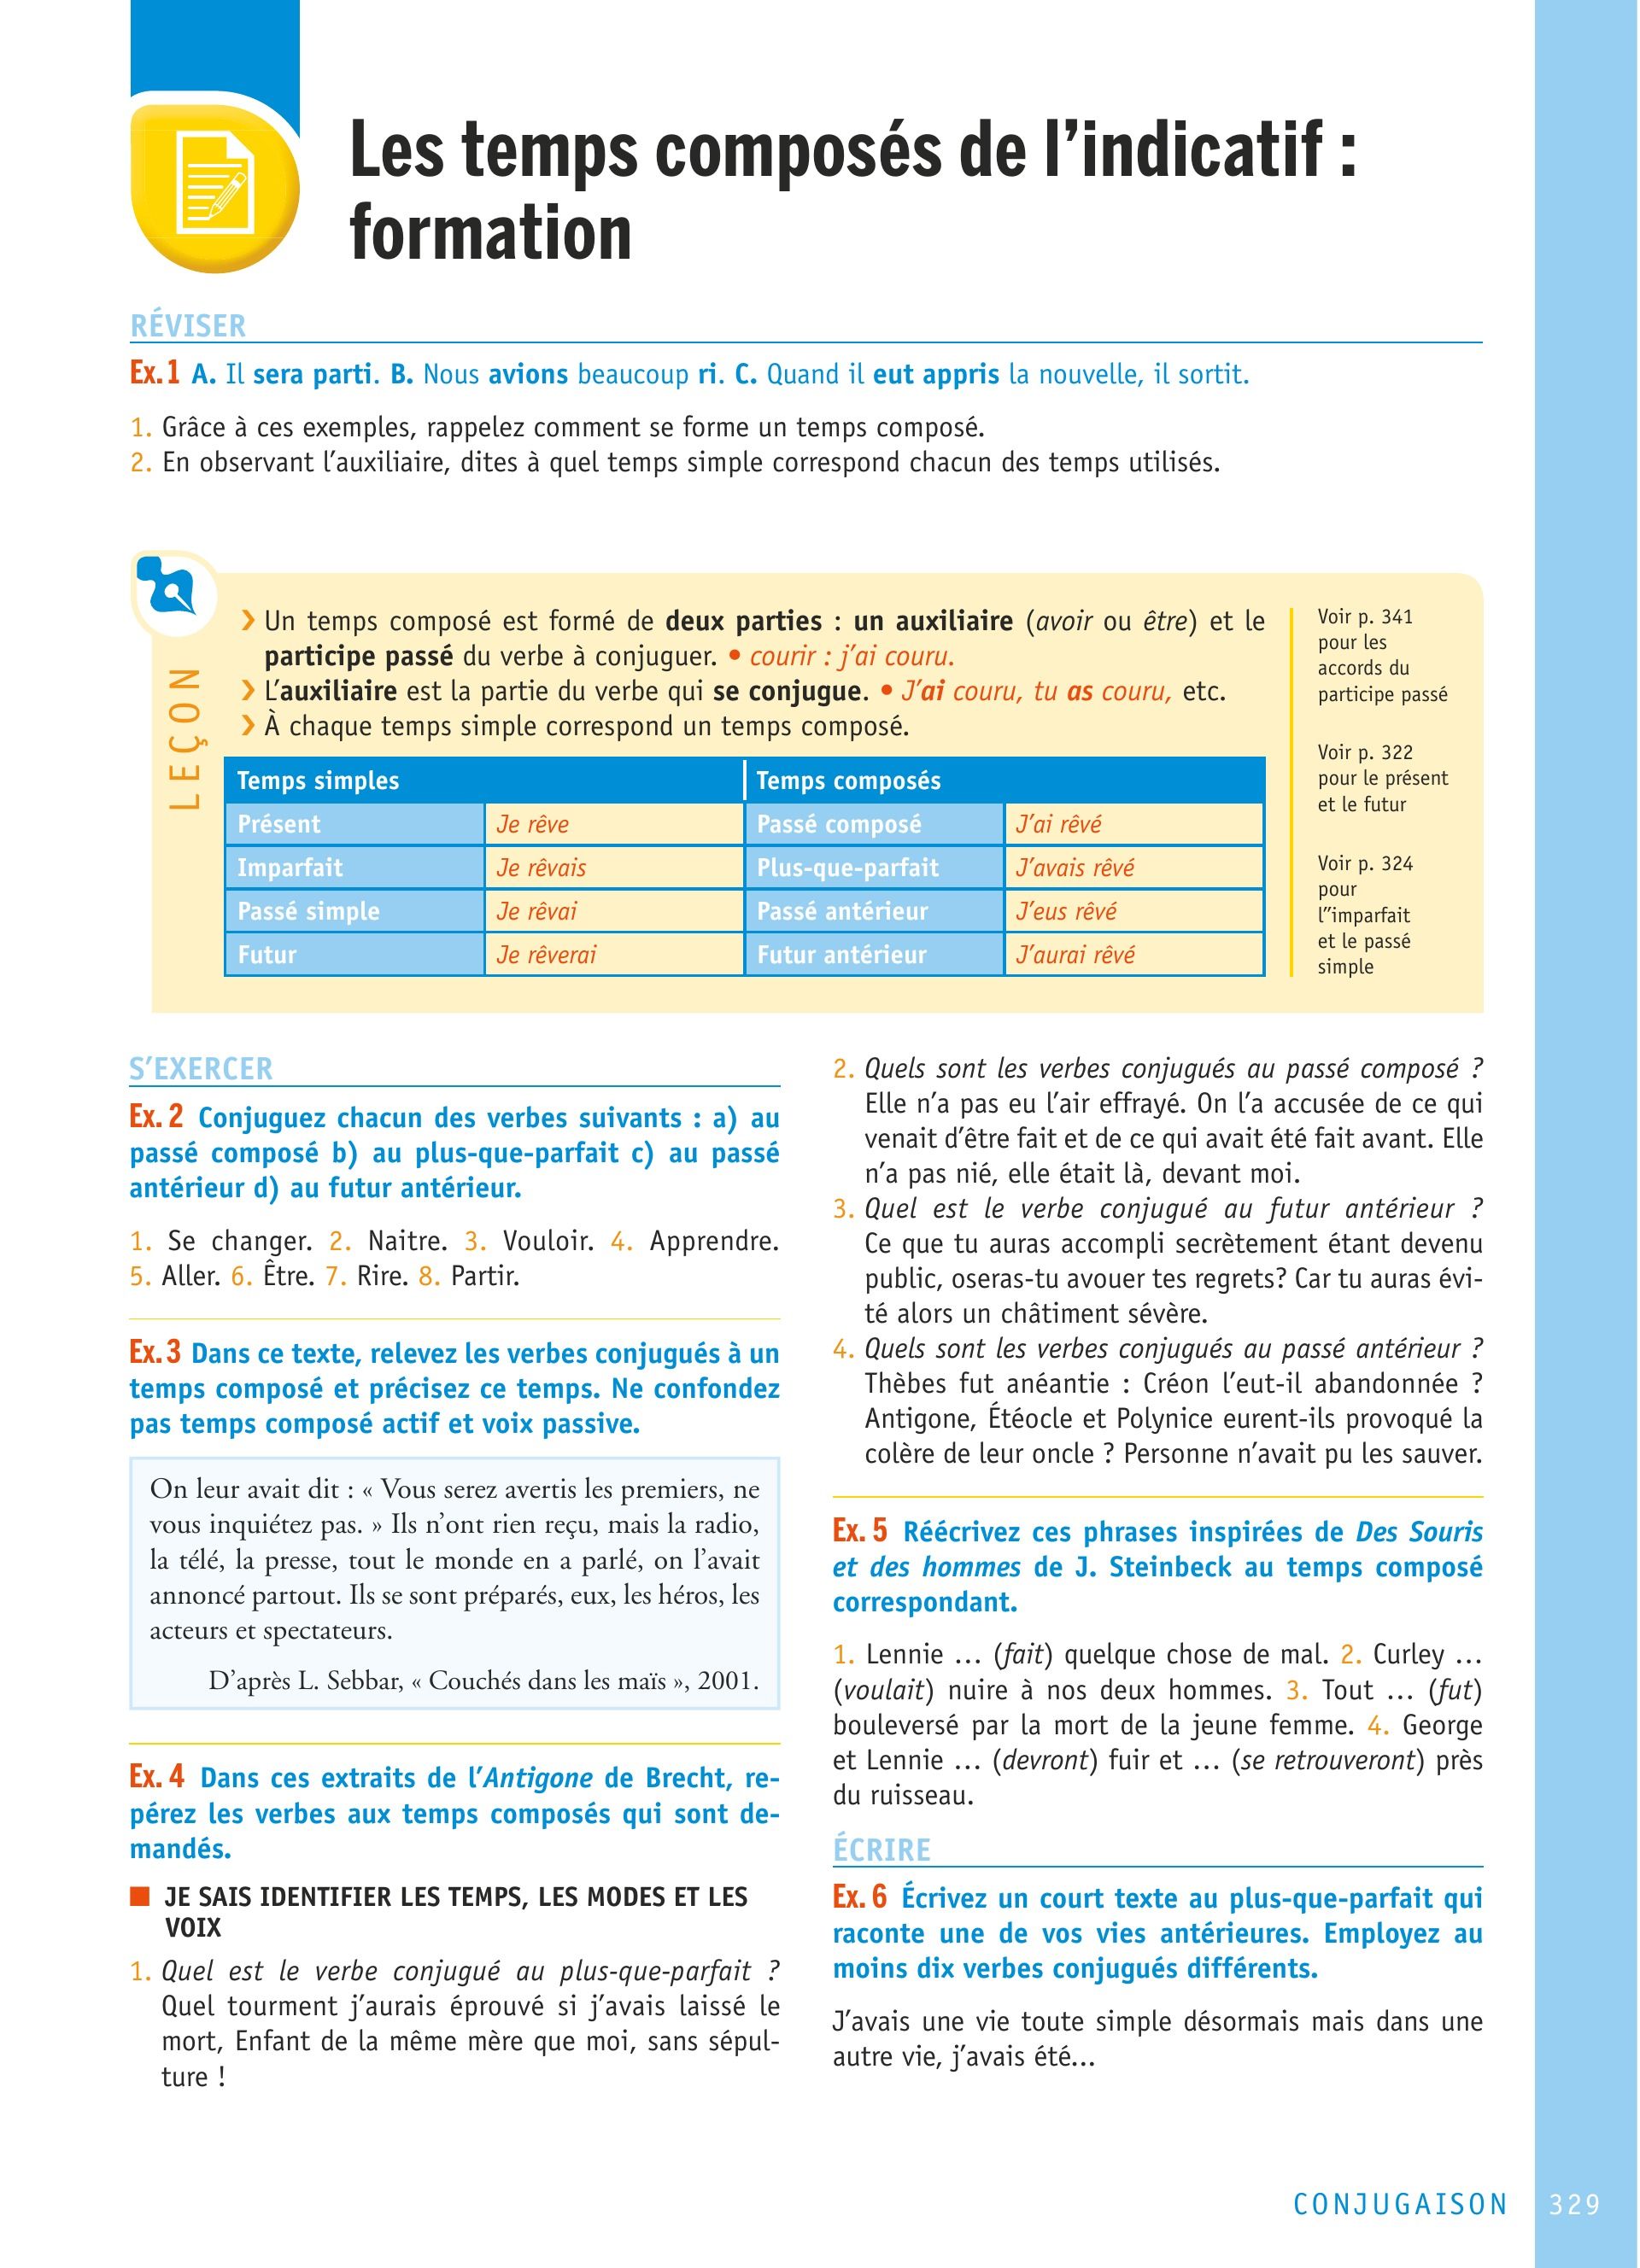 Les temps composés de l’indicatif :
formation
RÉVISER
Ex.1 A. Il sera parti. B. Nous avions beaucoup ri. C. Quand il eut appris la nouvelle, il sortit.
1. Grâce à ces exemples, rappelez comment se forme un temps composé.
2. En observant l’auxiliaire, dites à quel temps simple correspond chacun des temps utilisés.
LEÇON
› Un temps composé est formé de deux parties : un auxiliaire (avoir ou être) et le
participe passé du verbe à conjuguer. • courir : j’ai couru.
› L’auxiliaire est la partie du verbe qui se conjugue. • J’ai couru, tu as couru, etc.
› À chaque temps simple correspond un temps composé.
Temps simples Temps composés
Présent Je rêve Passé composé J’ai rêvé
Imparfait Je rêvais Plus-que-parfait J’avais rêvé
Passé simple Je rêvai Passé antérieur J’eus rêvé
Futur Je rêverai Futur antérieur J’aurai rêvé
Voir p. 341
pour les
accords du
participe passé
Voir p. 322
pour le présent
et le futur
Voir p. 324
pour
l’’imparfait
et le passé
simple
S’EXERCER
Ex. 2 Conjuguez chacun des verbes suivants : a) au
passé composé b) au plus-que-parfait c) au passé
antérieur d) au futur antérieur.
1. Se changer. 2. Naitre. 3. Vouloir. 4. Apprendre.
5. Aller. 6. Être. 7. Rire. 8. Partir.
Ex.3 Dans ce texte, relevez les verbes conjugués à un
temps composé et précisez ce temps. Ne confondez
pas temps composé actif et voix passive.
On leur avait dit : « Vous serez avertis les premiers, ne
vous inquiétez pas. » Ils n’ont rien reçu, mais la radio,
la télé, la presse, tout le monde en a parlé, on l’avait
annoncé partout. Ils se sont préparés, eux, les héros, les
acteurs et spectateurs.
D’après L. Sebbar, « Couchés dans les maïs », 2001.
Ex. 4 Dans ces extraits de l’Antigone de Brecht, re-
pérez les verbes aux temps composés qui sont de-
mandés.
■ JE SAIS IDENTIFIER LES TEMPS, LES MODES ET LES
VOIX
1. Quel est le verbe conjugué au plus-que-parfait ?
Quel tourment j’aurais éprouvé si j’avais laissé le
mort, Enfant de la même mère que moi, sans sépul-
ture !
2. Quels sont les verbes conjugués au passé composé ?
Elle n’a pas eu l’air effrayé. On l’a accusée de ce qui
venait d’être fait et de ce qui avait été fait avant. Elle
n’a pas nié, elle était là, devant moi.
3. Quel est le verbe conjugué au futur antérieur ?
Ce que tu auras accompli secrètement étant devenu
public, oseras-tu avouer tes regrets? Car tu auras évi-
té alors un châtiment sévère.
4. Quels sont les verbes conjugués au passé antérieur ?
Thèbes fut anéantie : Créon l’eut-il abandonnée ?
Antigone, Étéocle et Polynice eurent-ils provoqué la
colère de leur oncle ? Personne n’avait pu les sauver.
Ex. 5 Réécrivez ces phrases inspirées de Des Souris
et des hommes de J. Steinbeck au temps composé
correspondant.
1. Lennie … (fait) quelque chose de mal. 2. Curley …
(voulait) nuire à nos deux hommes. 3. Tout … (fut)
bouleversé par la mort de la jeune femme. 4. George
et Lennie … (devront) fuir et … (se retrouveront) près
du ruisseau.
ÉCRIRE
Ex. 6 Écrivez un court texte au plus-que-parfait qui
raconte une de vos vies antérieures. Employez au
moins dix verbes conjugués différents.
J’avais une vie toute simple désormais mais dans une
autre vie, j’avais été…
CONJUGAISON 329